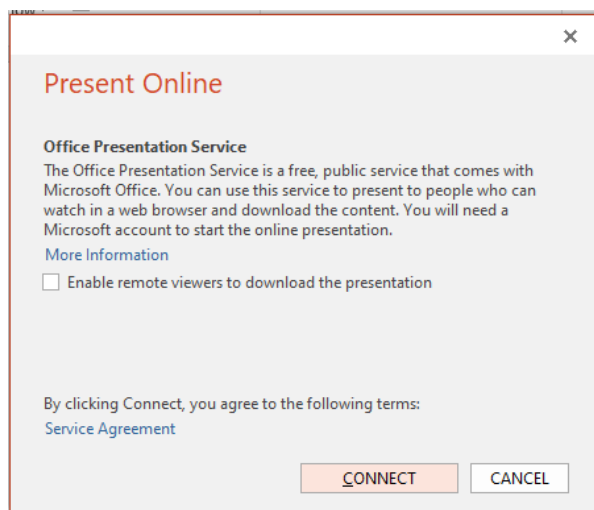 Present Online
Office Presentation Service
The Office Presentation Service is a free, public service that comes with
Microsoft Office. You can use this service to present to people who can
watch in a web browser and download the content. You will need a
Microsoft account to start the online presentation.
More Information
Enable remote viewers to download the presentation
By clicking Connect, you agree to the following terms:
Service Agreement
CONNECT CANCEL